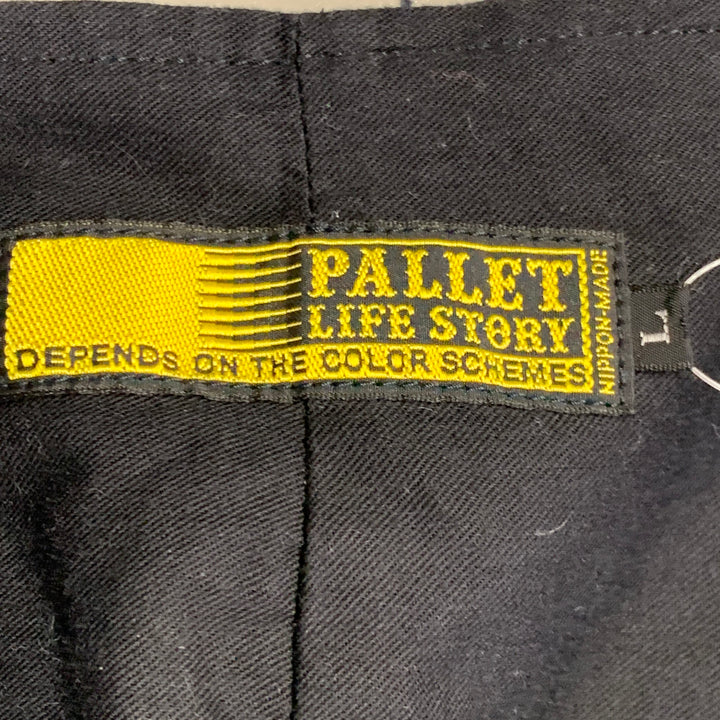 PALLET
LIFE STORY
DEPENDS ON THE COLOR SCHEMES
NIPPON-MADE
L